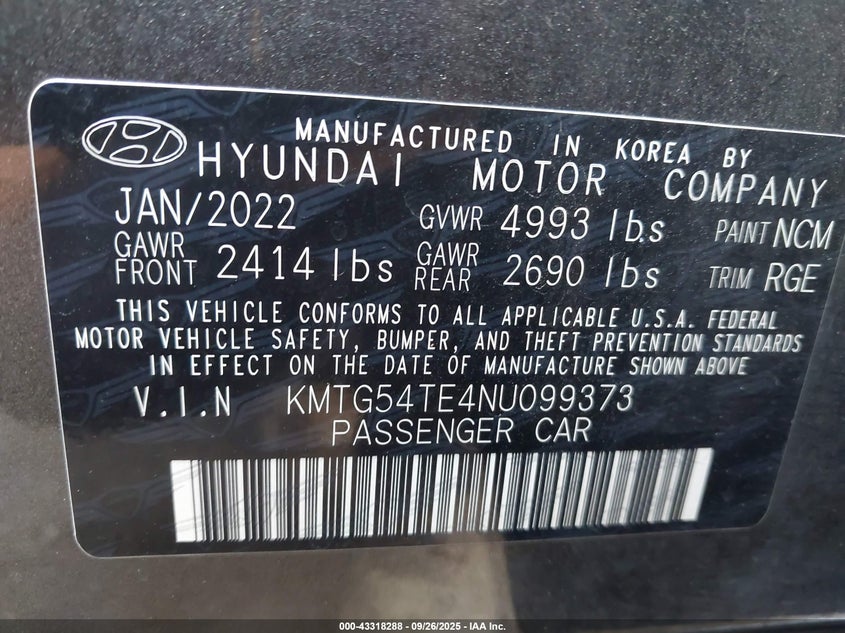 MANUFACTURED IN KOREA BY
HYUNDAI MOTOR COMPANY
JAN/2022 GVWR 4993 lbs PAINT NCM
GAWR FRONT 2414 lbs GAWR REAR 2690 lbs TRIM RGE
THIS VEHICLE CONFORMS TO ALL APPLICABLE U.S.A. FEDERAL
MOTOR VEHICLE SAFETY, BUMPER, AND THEFT PREVENTION STANDARDS
IN EFFECT ON THE DATE OF MANUFACTURE SHOWN ABOVE
V.I.N KMTG54TE4NU099373
PASSENGER CAR
000-43318288 - 09/26/2025 - IAA Inc.